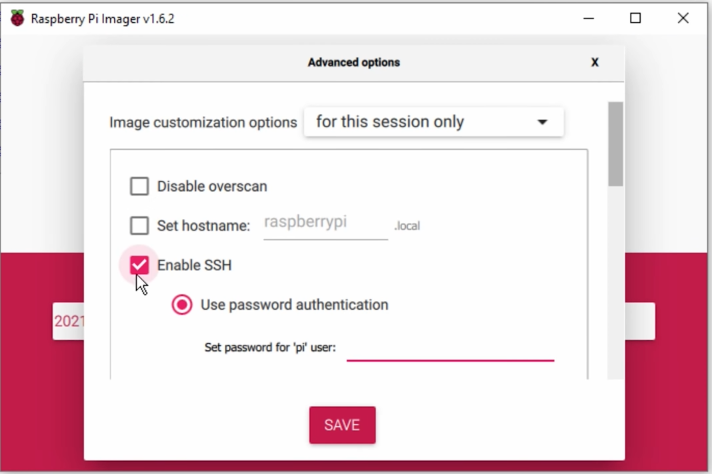 Raspberry Pi Imager v1.6.2
Advanced options
X
Image customization options for this session only
Disable overscan
Set hostname: raspberrypi .local
Enable SSH
Use password authentication
2021
Set password for 'pi' user:
SAVE